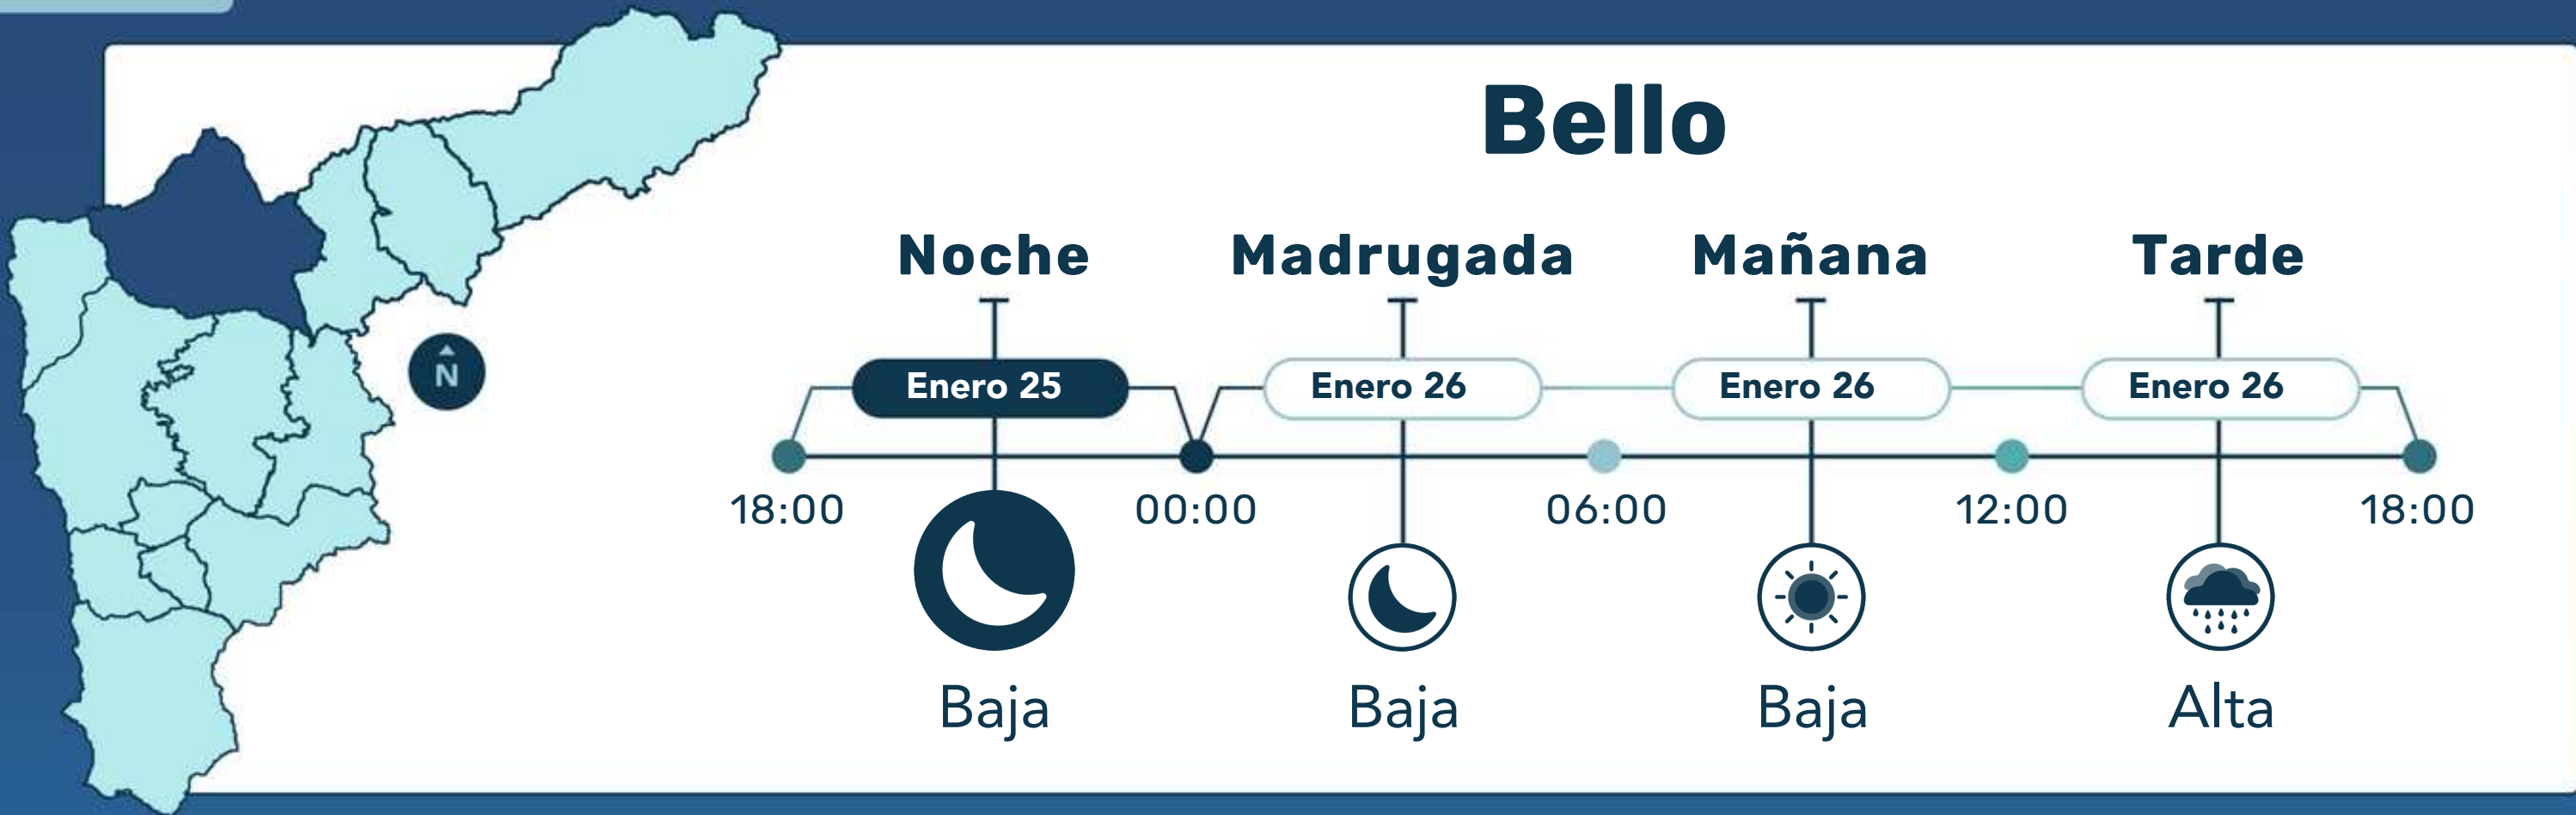 Bello
Noche Madrugada Mañana Tarde
N
Enero 25 Enero 26 Enero 26 Enero 26
18:00 00:00 06:00 12:00 18:00
Baja Baja Baja Alta